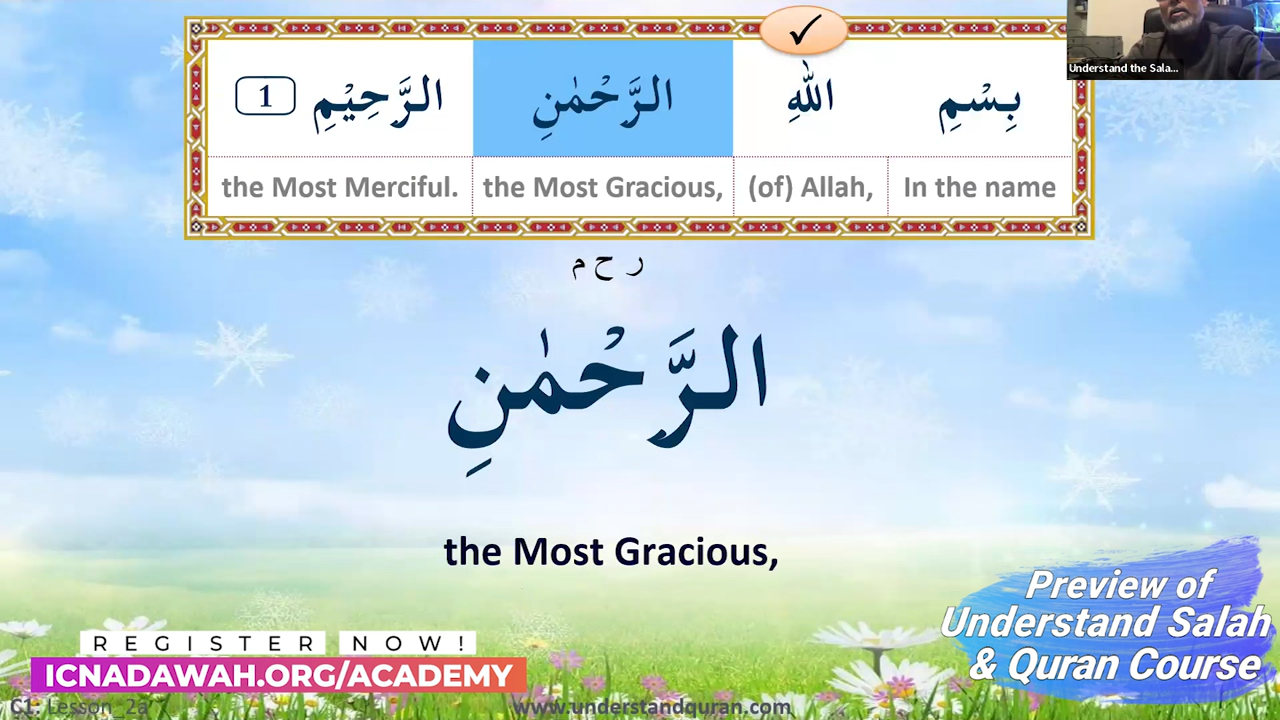 بِسْمِ اللّٰهِ الرَّحْمٰنِ الرَّحِيْمِ 1
In the name (of) Allah, the Most Gracious, the Most Merciful.
Understand the Sala...
ر ح م
الرَّحْمٰنِ
the Most Gracious,
Preview of
Understand Salah
& Quran Course
REGISTER NOW!
ICNADAWAH.ORG/ACADEMY
C1: Lesson_2a
www.understandquran.com